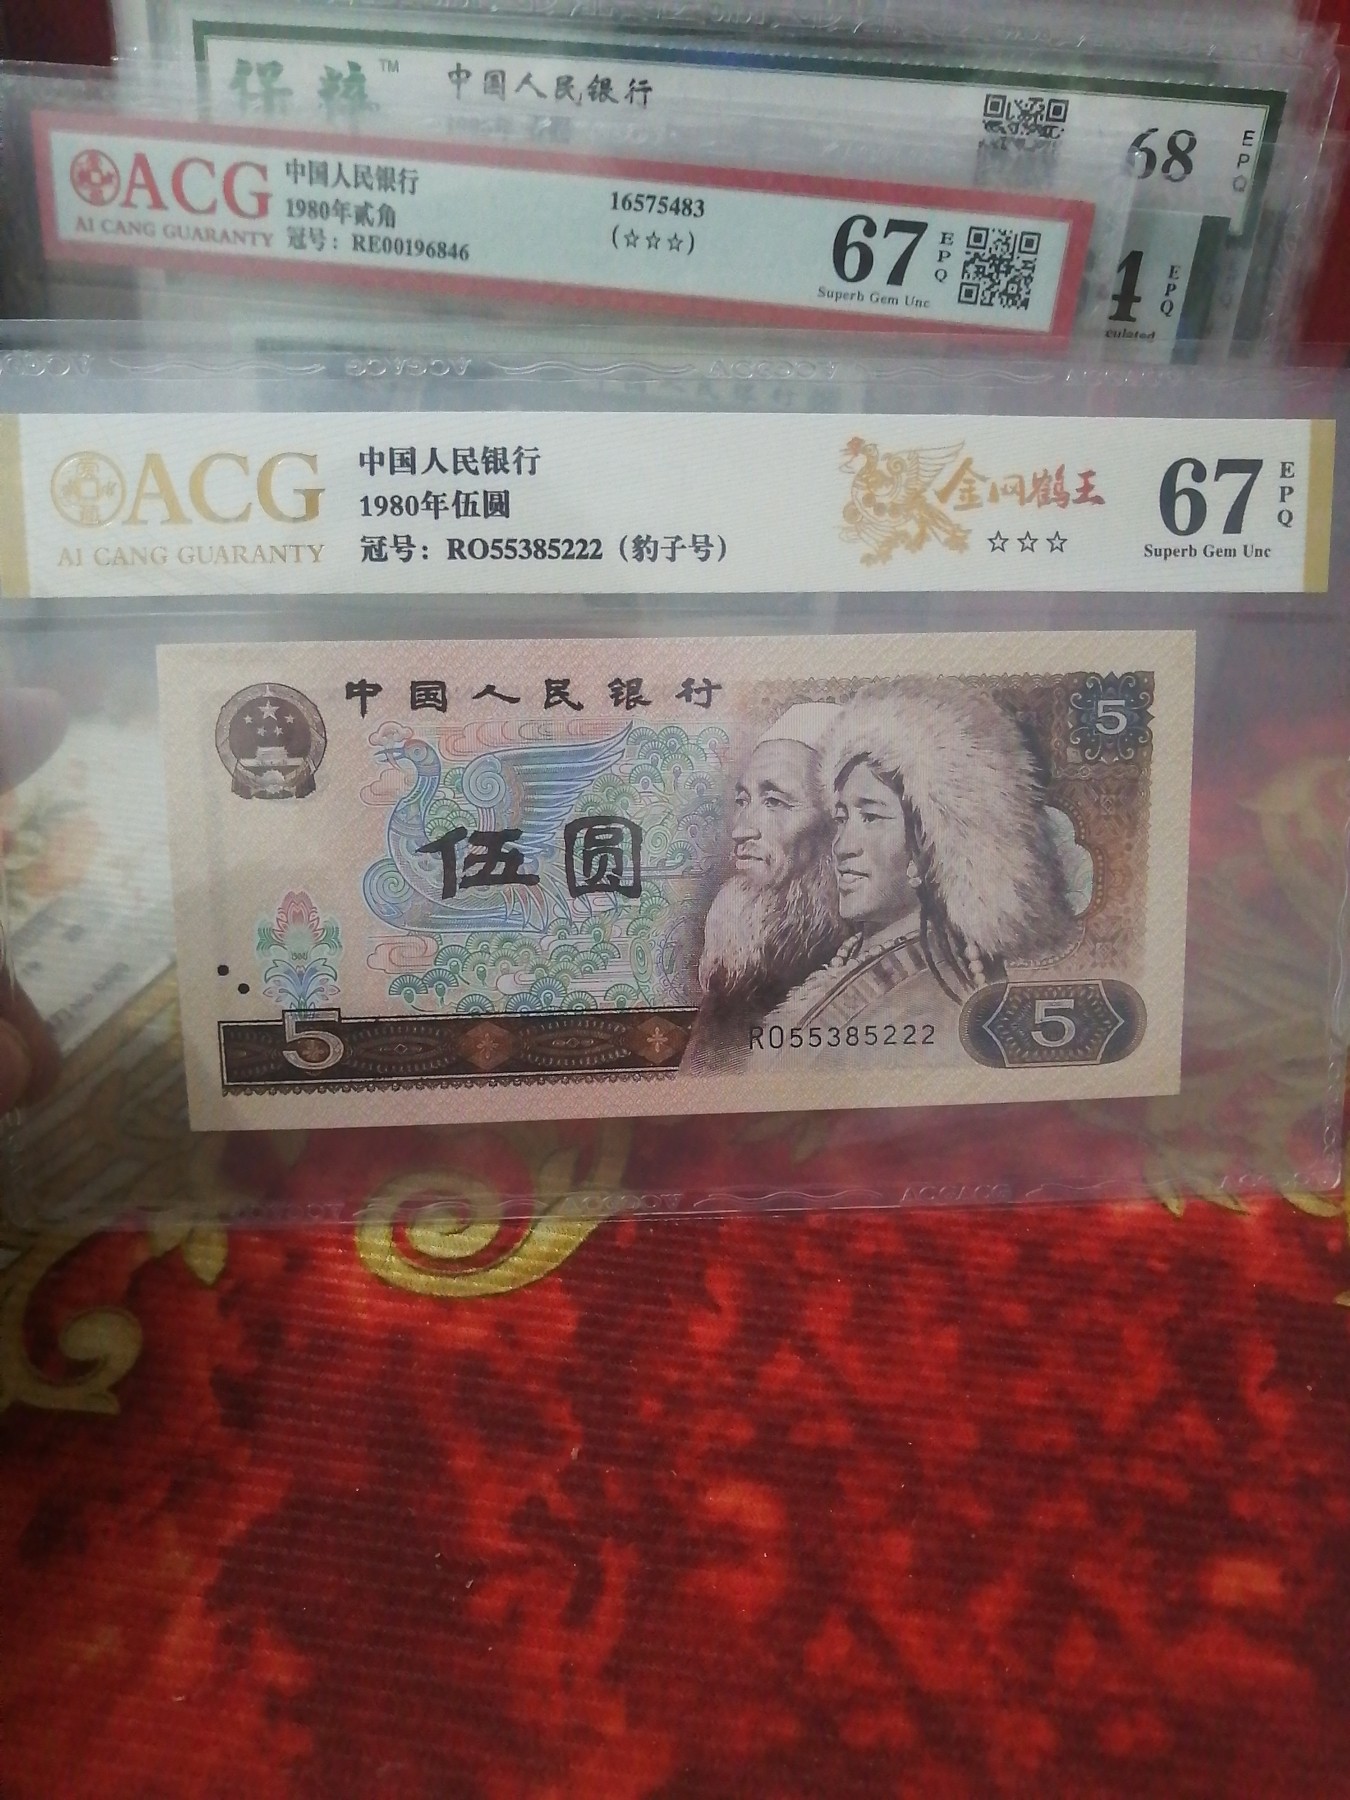 保粹™
中国人民银行
68
EPQ
ACG
AI CANG GUARANTY
中国人民银行
1980年贰角
冠号：RE00196846
16575483
(☆☆☆)
67
EPQ
Superb Gem Unc
EPQ
ACG
AI CANG GUARANTY
中国人民银行
1980年伍圆
冠号：RO55385222（豹子号）
金网鹤王
☆☆☆
67
EPQ
Superb Gem Unc
中国人民银行
5
伍圆
5
RO55385222
5